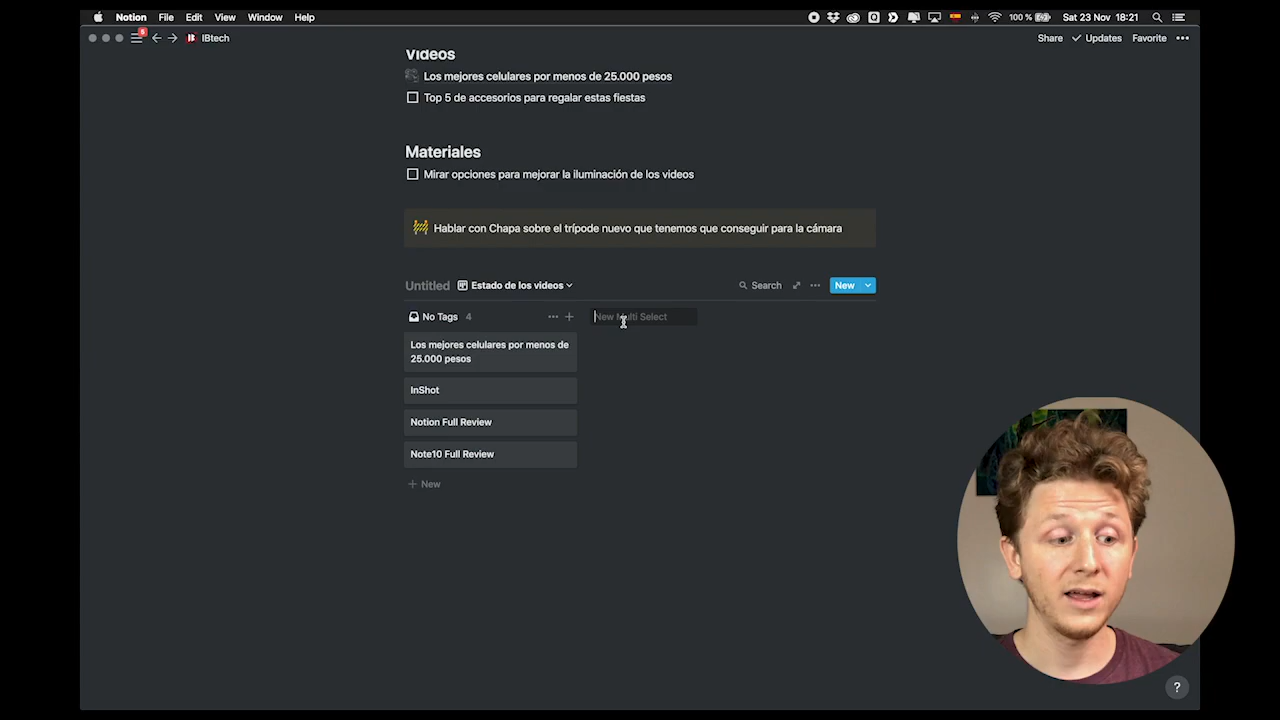 Notion File Edit View Window Help
100 % Sat 23 Nov 18:21
5
IBtech
Share Updates Favorite
Videos
Los mejores celulares por menos de 25.000 pesos
Top 5 de accesorios para regalar estas fiestas
Materiales
Mirar opciones para mejorar la iluminación de los videos
Hablar con Chapa sobre el trípode nuevo que tenemos que conseguir para la cámara
Untitled Estado de los videos Search New
No Tags 4
New Multi Select
Los mejores celulares por menos de
25.000 pesos
InShot
Notion Full Review
Note10 Full Review
+ New
?